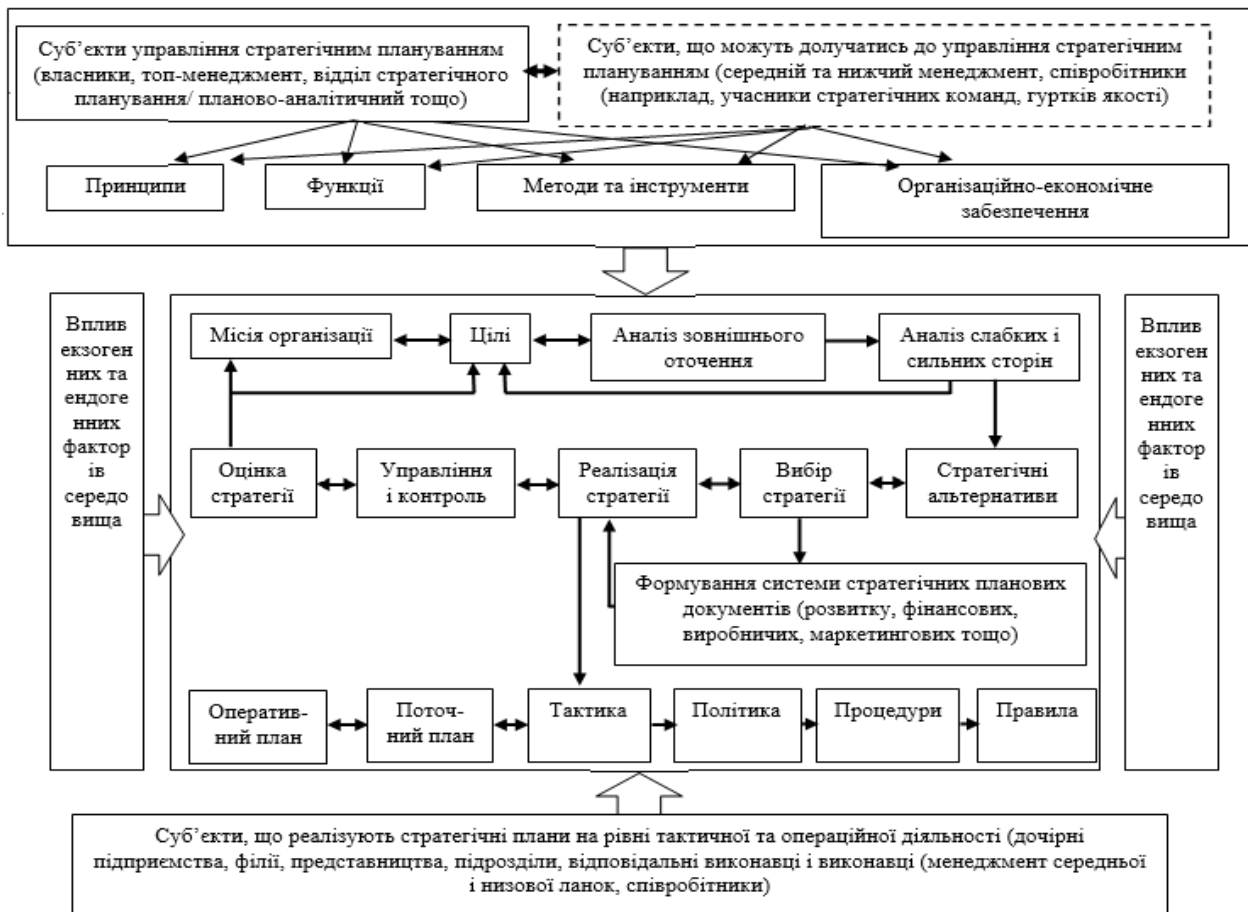 Суб’єкти управління стратегічним плануванням
(власники, топ-менеджмент, відділ стратегічного
планування/ планово-аналітичний тощо)
Суб’єкти, що можуть долучатись до управління стратегічним
плануванням (середній та нижчий менеджмент, співробітники
(наприклад, учасники стратегічних команд, гуртків якості)
Принципи
Функції
Методи та інструменти
Організаційно-економічне
забезпечення
Вплив
екзоген
них та
ендоге
нних
фактор
ів
середо
вища
Місія організації
Цілі
Аналіз зовнішнього
оточення
Аналіз слабких і
сильних сторін
Оцінка
стратегії
Управління
і контроль
Реалізація
стратегії
Вибір
стратегії
Стратегічні
альтернативи
Формування системи стратегічних планових
документів (розвитку, фінансових,
виробничих, маркетингових тощо)
Оператив-
ний план
Поточ-
ний план
Тактика
Політика
Процедури
Правила
Вплив
екзоген
них та
ендоге
нних
фактор
ів
середо
вища
Суб’єкти, що реалізують стратегічні плани на рівні тактичної та операційної діяльності (дочірні
підприємства, філії, представництва, підрозділи, відповідальні виконавці і виконавці (менеджмент середньої
і низової ланок, співробітники)